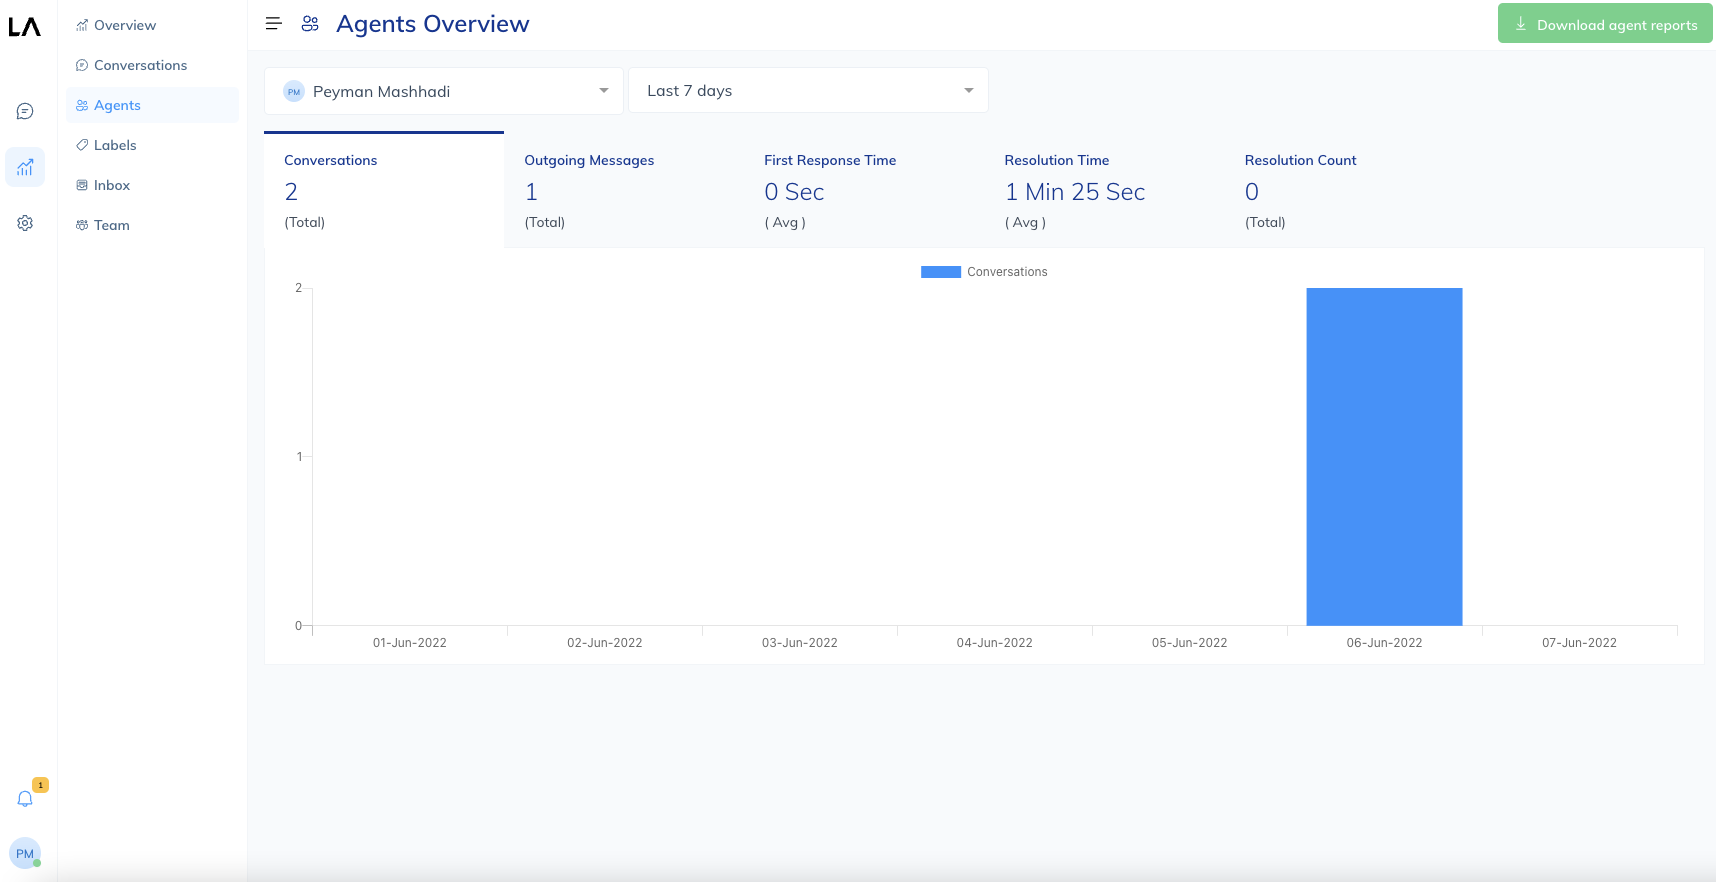 LA
Overview
Conversations
Agents
Labels
Inbox
Team
1
PM
Agents Overview
Download agent reports
PM Peyman Mashhadi
Last 7 days
Conversations
2
(Total)
Outgoing Messages
1
(Total)
First Response Time
0 Sec
( Avg )
Resolution Time
1 Min 25 Sec
( Avg )
Resolution Count
0
(Total)
Conversations
2
1
0
01-Jun-2022 02-Jun-2022 03-Jun-2022 04-Jun-2022 05-Jun-2022 06-Jun-2022 07-Jun-2022